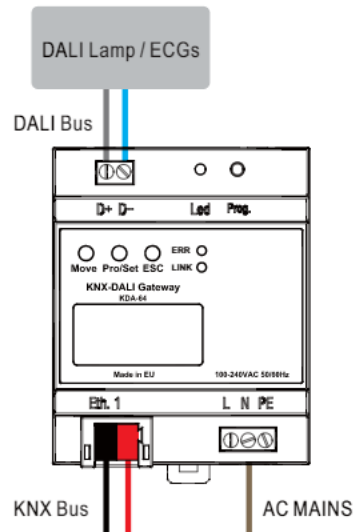 DALI Lamp / ECGs
DALI Bus
D+ D- Led Prog.
ERR
Move Pro/Set ESC LINK
KNX-DALI Gateway
KDA-64
Made in EU 100-240VAC 50/60Hz
Eth. 1 L N PE
KNX Bus AC MAINS